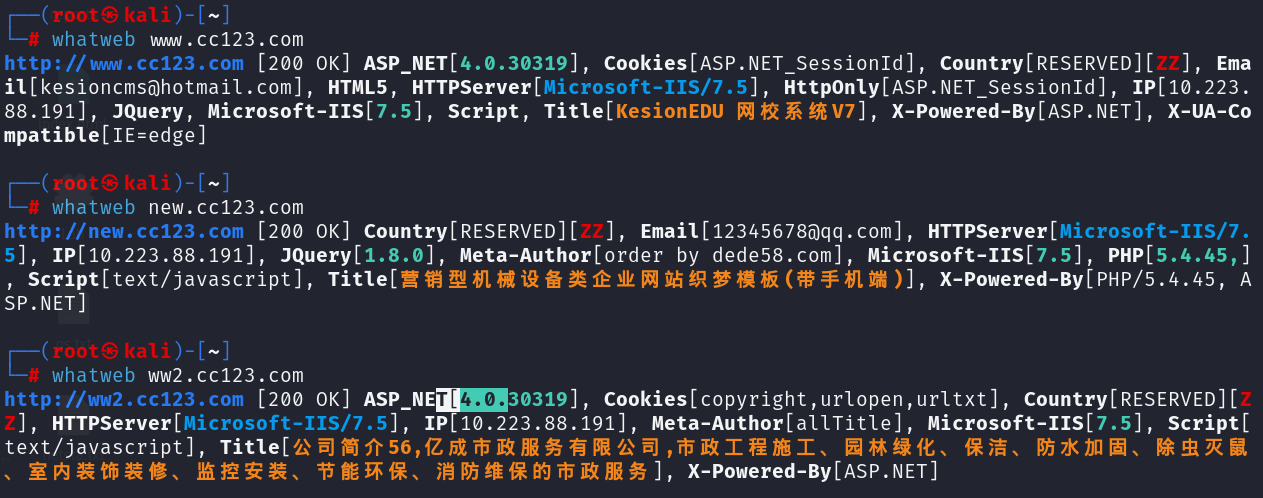 ┌──(root㉿kali)-[~]
└─# whatweb www.cc123.com
http://www.cc123.com [200 OK] ASP_NET[4.0.30319], Cookies[ASP.NET_SessionId], Country[RESERVED][ZZ], Ema
il[kesioncms@hotmail.com], HTML5, HTTPServer[Microsoft-IIS/7.5], HttpOnly[ASP.NET_SessionId], IP[10.223.
88.191], JQuery, Microsoft-IIS[7.5], Script, Title[KesionEDU 网校系统V7], X-Powered-By[ASP.NET], X-UA-Co
mpatible[IE=edge]
┌──(root㉿kali)-[~]
└─# whatweb new.cc123.com
http://new.cc123.com [200 OK] Country[RESERVED][ZZ], Email[12345678@qq.com], HTTPServer[Microsoft-IIS/7.
5], IP[10.223.88.191], JQuery[1.8.0], Meta-Author[order by dede58.com], Microsoft-IIS[7.5], PHP[5.4.45,]
, Script[text/javascript], Title[营销型机械设备类企业网站织梦模板(带手机端)], X-Powered-By[PHP/5.4.45, A
SP.NET]
┌──(root㉿kali)-[~]
└─# whatweb ww2.cc123.com
http://ww2.cc123.com [200 OK] ASP_NET[4.0.30319], Cookies[copyright,urlopen,urltxt], Country[RESERVED][Z
Z], HTTPServer[Microsoft-IIS/7.5], IP[10.223.88.191], Meta-Author[allTitle], Microsoft-IIS[7.5], Script[
text/javascript], Title[公司简介56,亿成市政服务有限公司,市政工程施工、园林绿化、保洁、防水加固、除虫灭鼠
、室内装饰装修、监控安装、节能环保、消防维保的市政服务], X-Powered-By[ASP.NET]